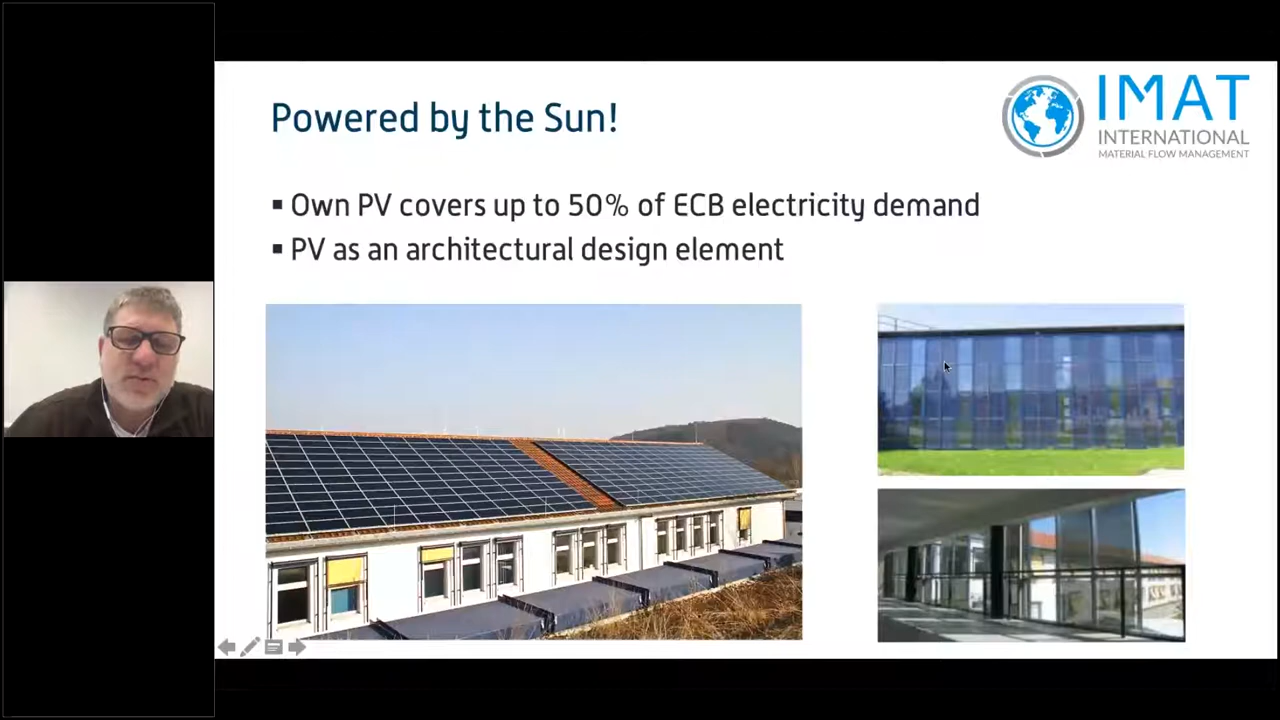 Powered by the Sun!
IMAT
INTERNATIONAL
MATERIAL FLOW MANAGEMENT
▪ Own PV covers up to 50% of ECB electricity demand
▪ PV as an architectural design element